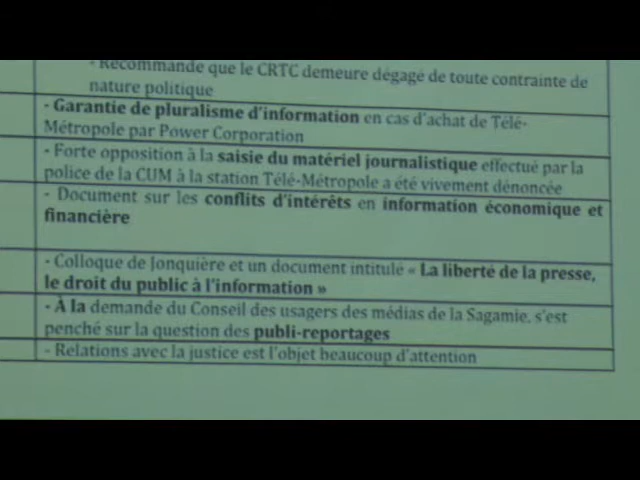 - Recommande que le CRTC demeure dégagé de toute contrainte de
nature politique
- Garantie de pluralisme d'information en cas d'achat de Télé-
Métropole par Power Corporation
- Forte opposition à la saisie du matériel journalistique effectué par la
police de la CUM à la station Télé-Métropole a été vivement dénoncée
- Document sur les conflits d'intérêts en information économique et
financière
- Colloque de Jonquière et un document intitulé « La liberté de la presse,
le droit du public à l'information »
- À la demande du Conseil des usagers des médias de la Sagamie, s'est
penché sur la question des publi-reportages
- Relations avec la justice est l'objet beaucoup d'attention